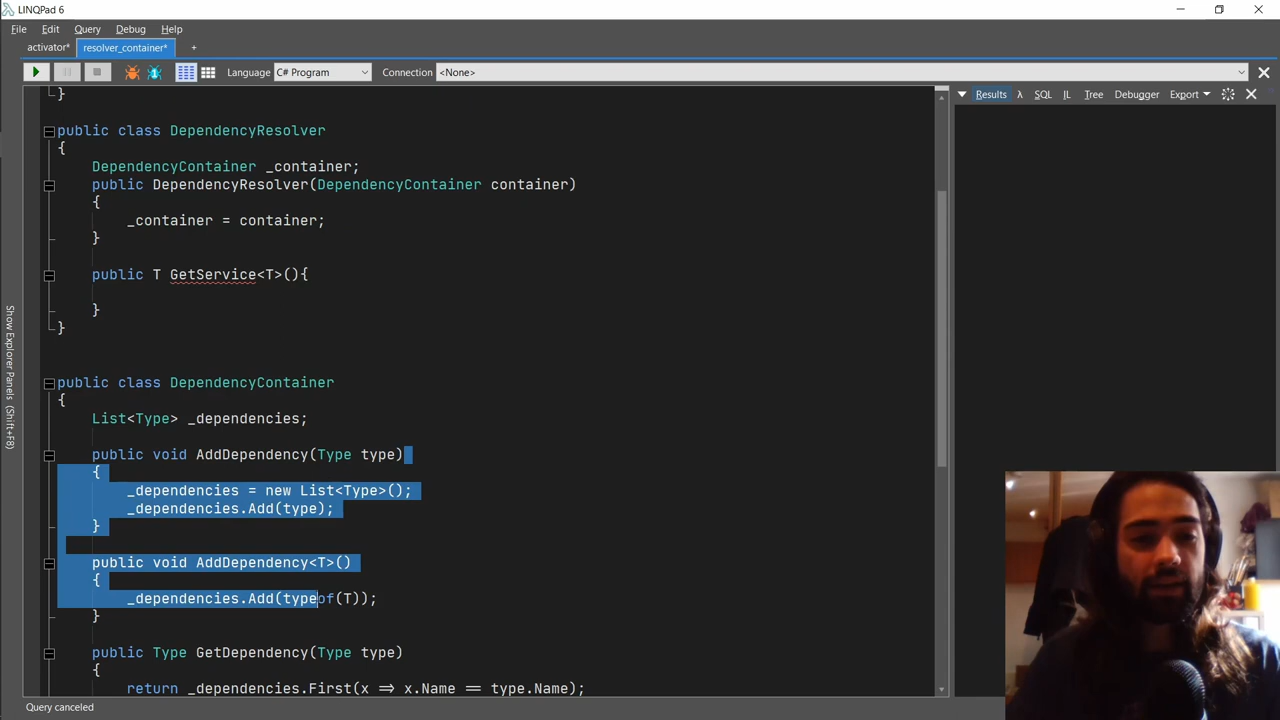 LINQPad 6
File Edit Query Debug Help
activator* resolver_container* +
Language C# Program Connection <None>
Results λ SQL IL Tree Debugger Export
}
public class DependencyResolver
{
DependencyContainer _container;
public DependencyResolver(DependencyContainer container)
{
_container = container;
}
public T GetService<T>(){
}
}
public class DependencyContainer
{
List<Type> _dependencies;
public void AddDependency(Type type)
{
_dependencies = new List<Type>();
_dependencies.Add(type);
}
public void AddDependency<T>()
{
_dependencies.Add(typeof(T));
}
public Type GetDependency(Type type)
{
return _dependencies.First(x => x.Name == type.Name);
Show Explorer Panels (Shift+F8)
Query canceled